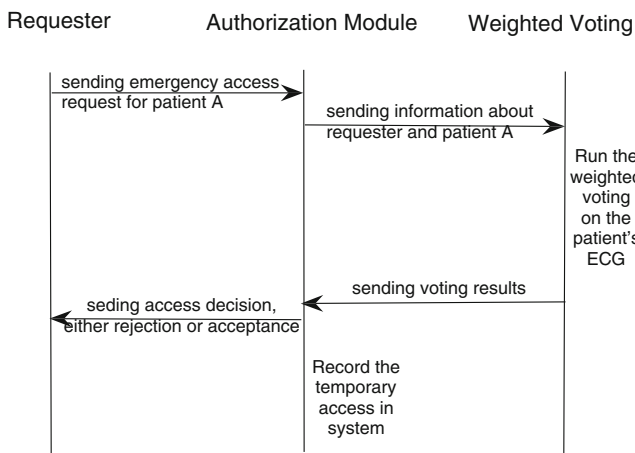 Requester
Authorization Module
Weighted Voting
sending emergency access
request for patient A
sending information about
requester and patient A
Run the
weighted
voting
on the
patient's
ECG
sending voting results
seding access decision,
either rejection or acceptance
Record the
temporary
access in
system